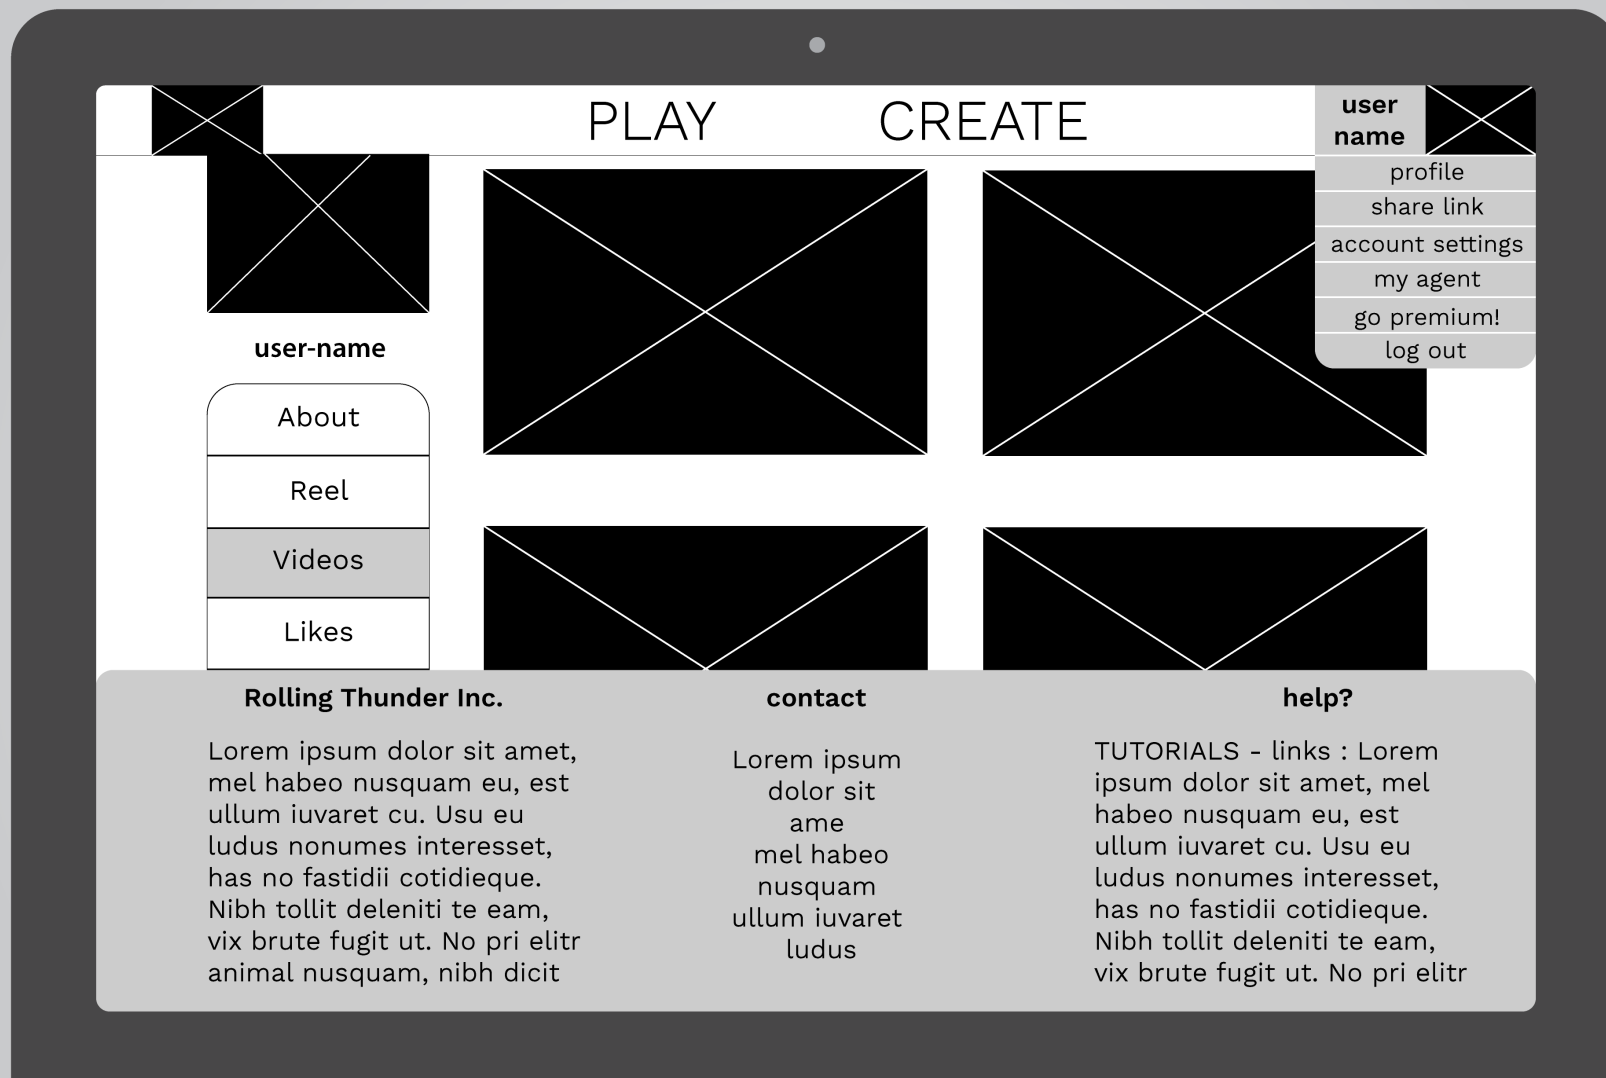 PLAY
CREATE
user
name
profile
share link
account settings
my agent
go premium!
log out
user-name
About
Reel
Videos
Likes
Rolling Thunder Inc.
Lorem ipsum dolor sit amet,
mel habeo nusquam eu, est
ullum iuvaret cu. Usu eu
ludus nonumes interesset,
has no fastidii cotidieque.
Nibh tollit deleniti te eam,
vix brute fugit ut. No pri elitr
animal nusquam, nibh dicit
contact
Lorem ipsum
dolor sit
ame
mel habeo
nusquam
ullum iuvaret
ludus
help?
TUTORIALS - links : Lorem
ipsum dolor sit amet, mel
habeo nusquam eu, est
ullum iuvaret cu. Usu eu
ludus nonumes interesset,
has no fastidii cotidieque.
Nibh tollit deleniti te eam,
vix brute fugit ut. No pri elitr